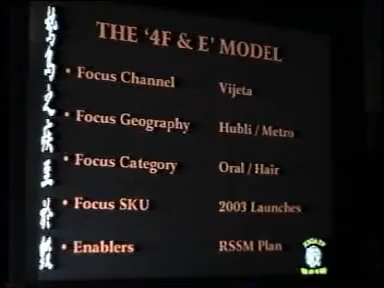 THE '4F & E' MODEL
• Focus Channel Vijeta
• Focus Geography Hubli / Metro
• Focus Category Oral / Hair
• Focus SKU 2003 Launches
• Enablers RSSM Plan